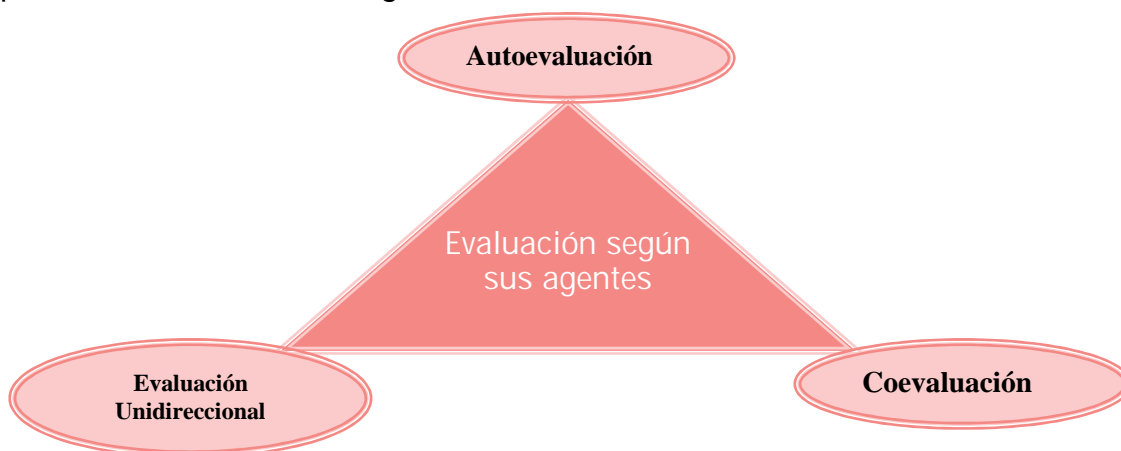 Autoevaluación
Evaluación según
sus agentes
Evaluación
Unidireccional
Coevaluación